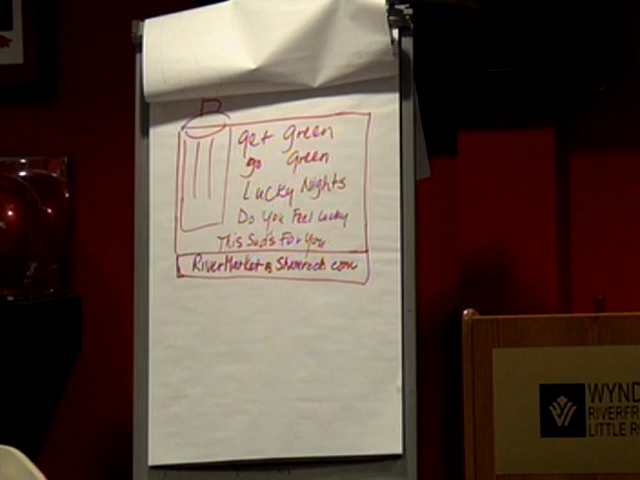 get Green
go Green
Lucky Nights
Do You Feel Lucky
This Suds For You
RiverMarket Shamrock.com
WYND
RIVERFR
LITTLE R